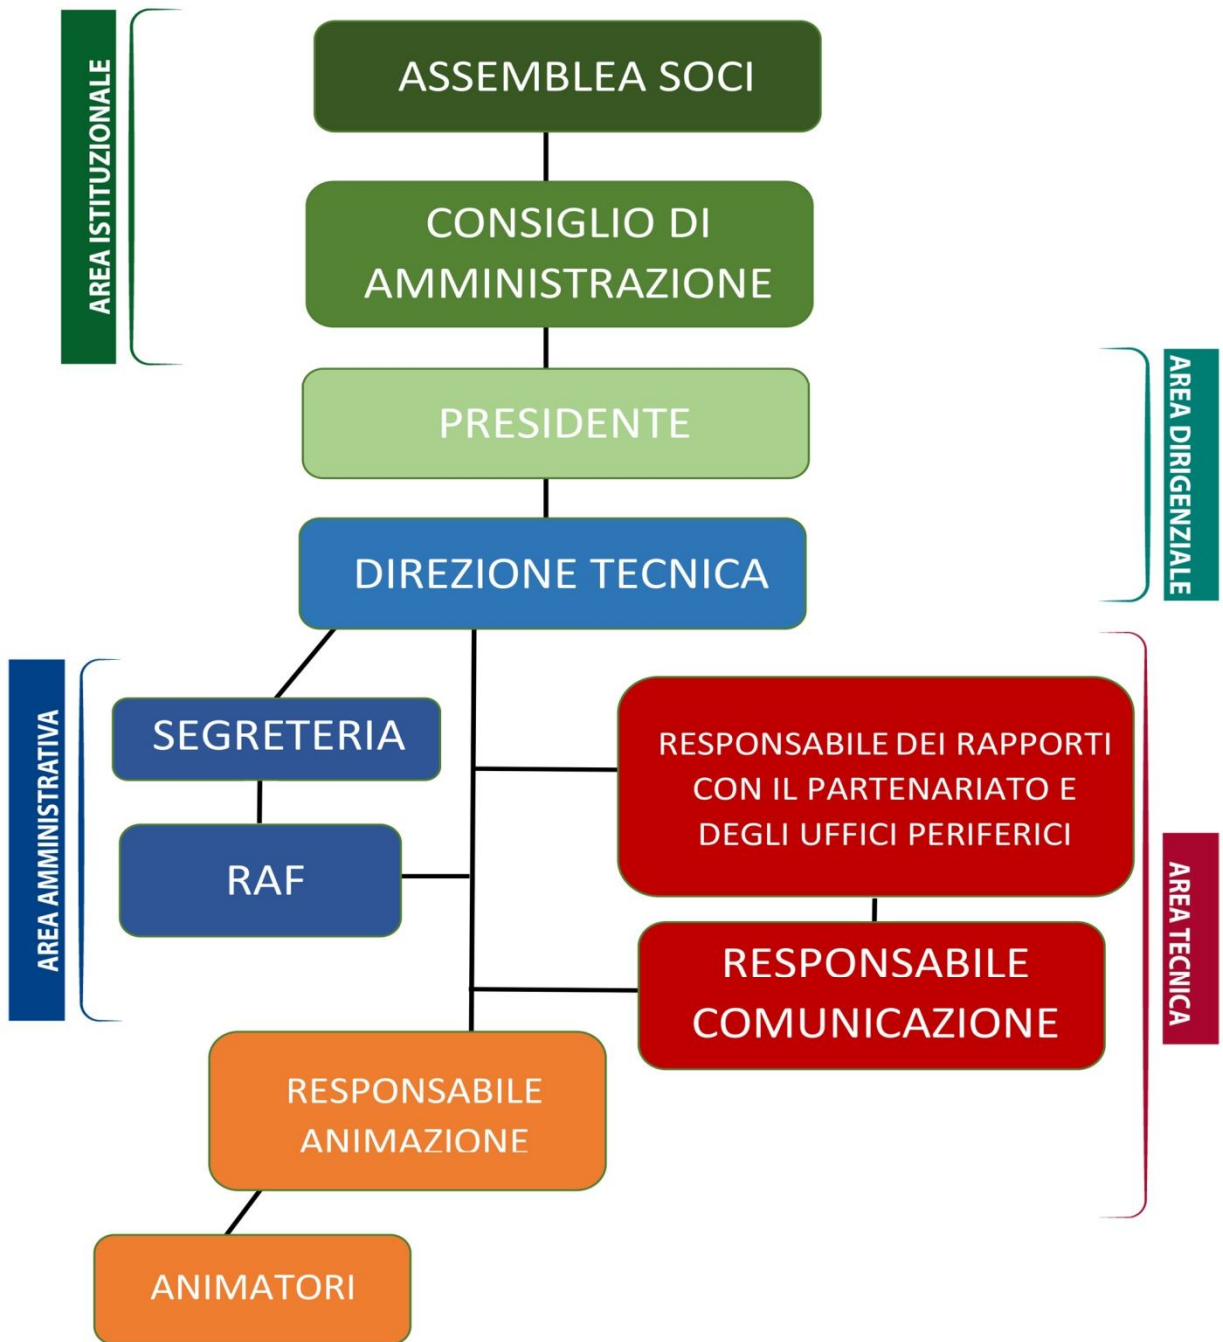 AREA ISTITUZIONALE
ASSEMBLEA SOCI
CONSIGLIO DI
AMMINISTRAZIONE
PRESIDENTE
AREA DIRIGENZIALE
DIREZIONE TECNICA
AREA AMMINISTRATIVA
SEGRETERIA
RAF
RESPONSABILE DEI RAPPORTI
CON IL PARTENARIATO E
DEGLI UFFICI PERIFERICI
AREA TECNICA
RESPONSABILE
COMUNICAZIONE
RESPONSABILE
ANIMAZIONE
ANIMATORI